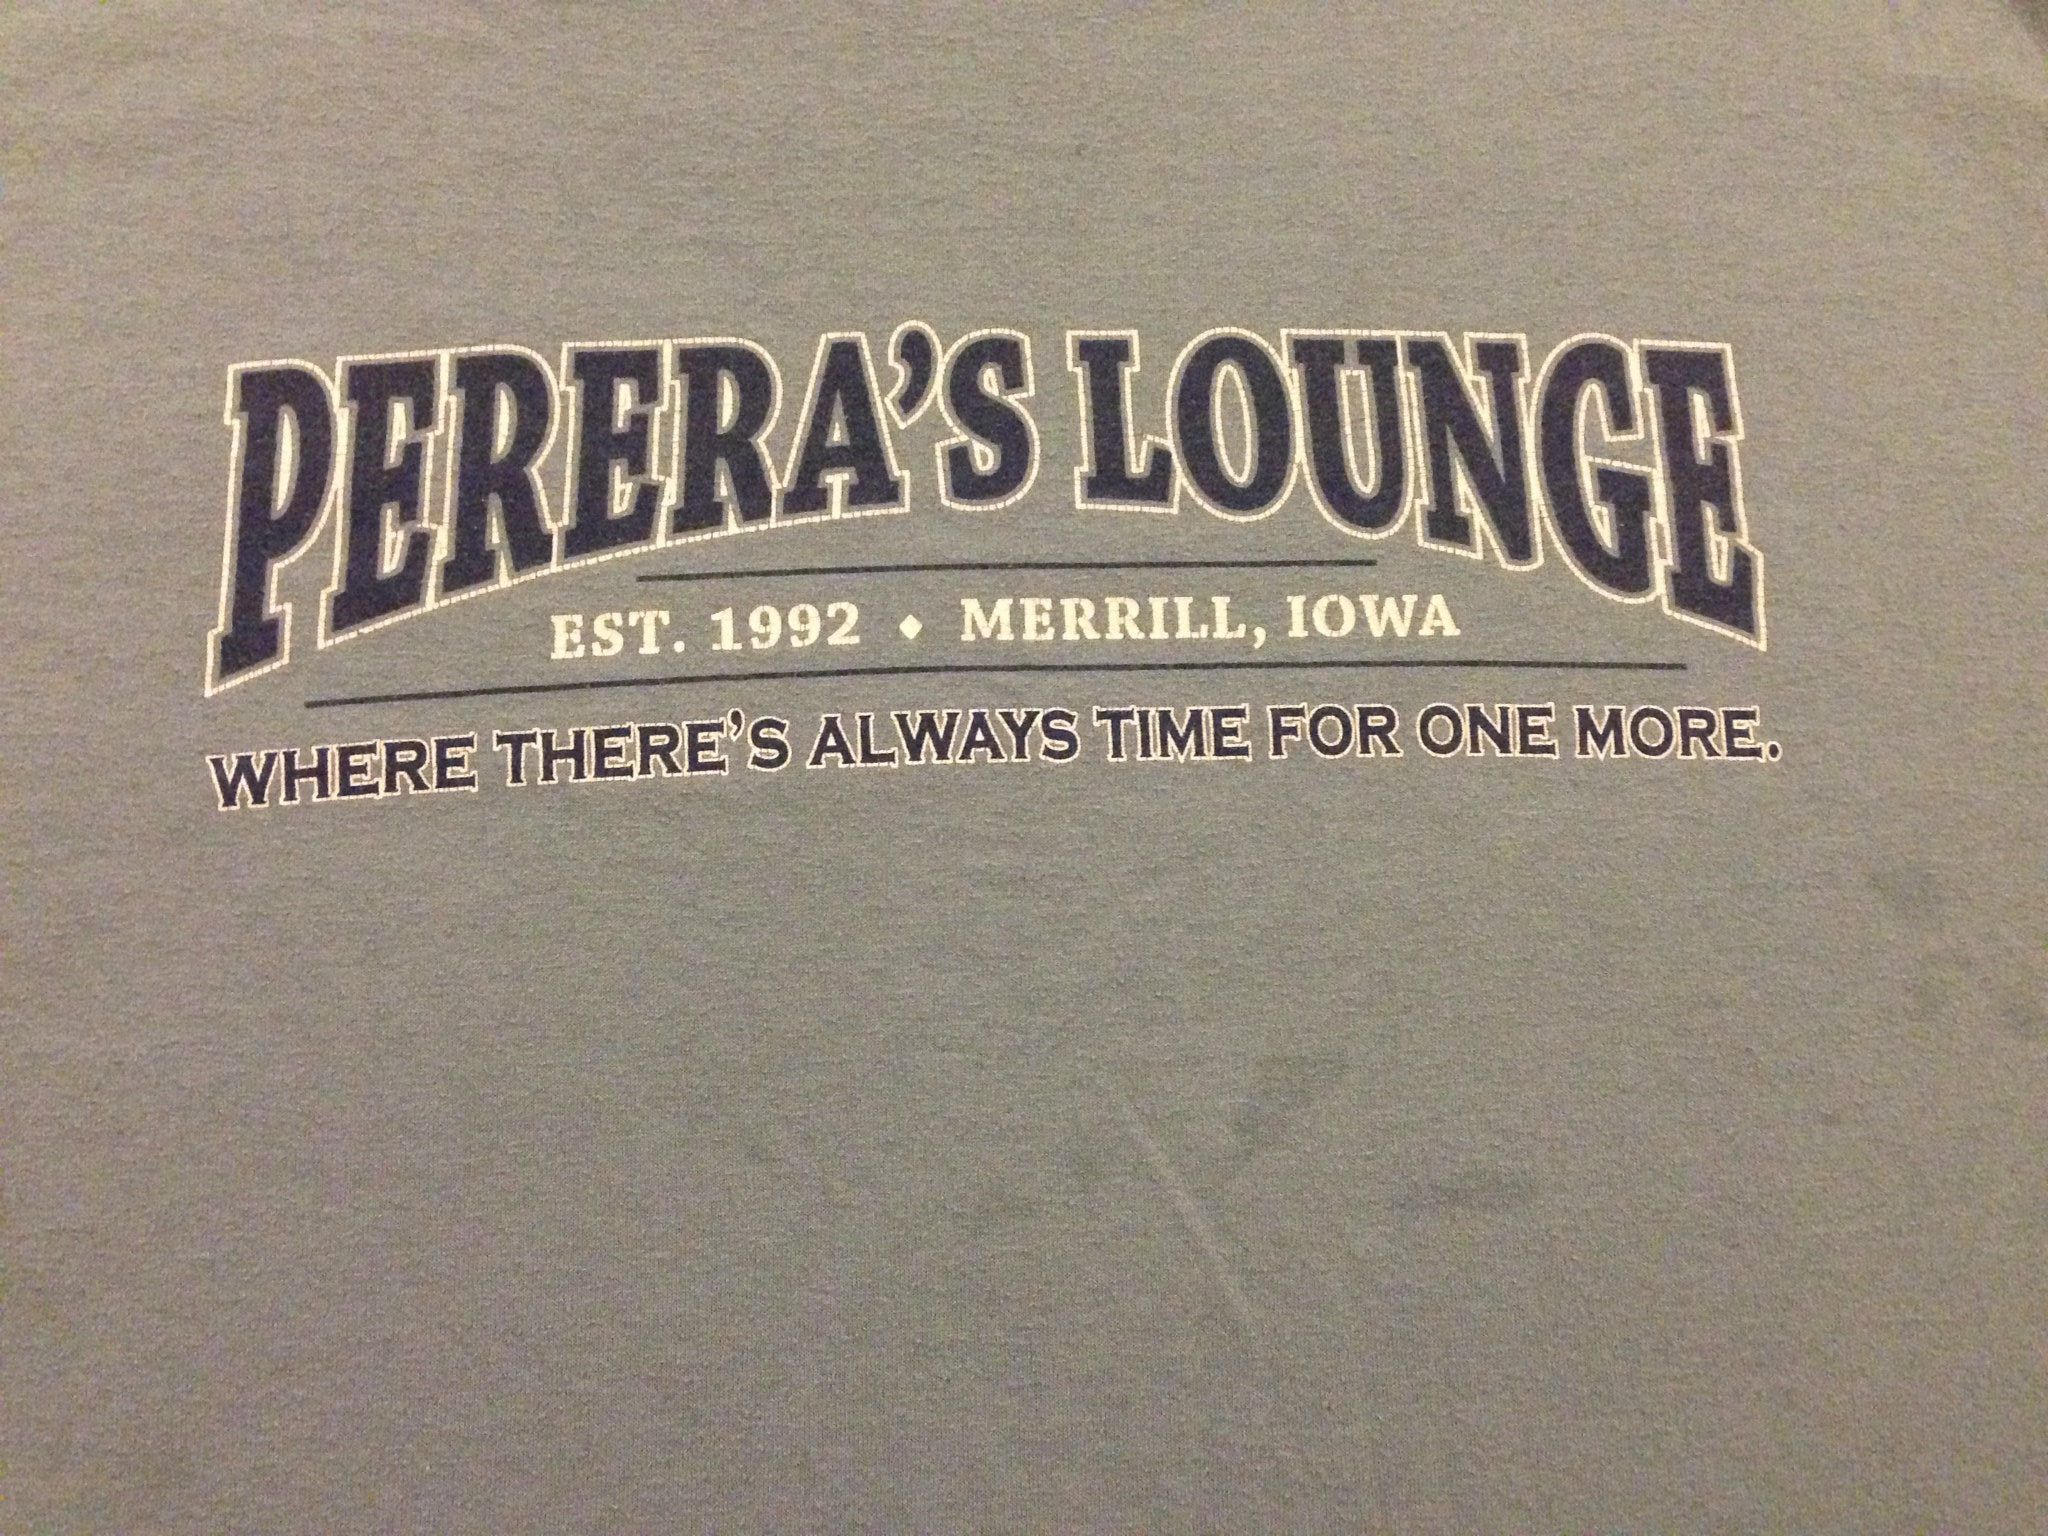 PERERA'S LOUNGE
EST. 1992 ◆ MERRILL, IOWA
WHERE THERE'S ALWAYS TIME FOR ONE MORE.